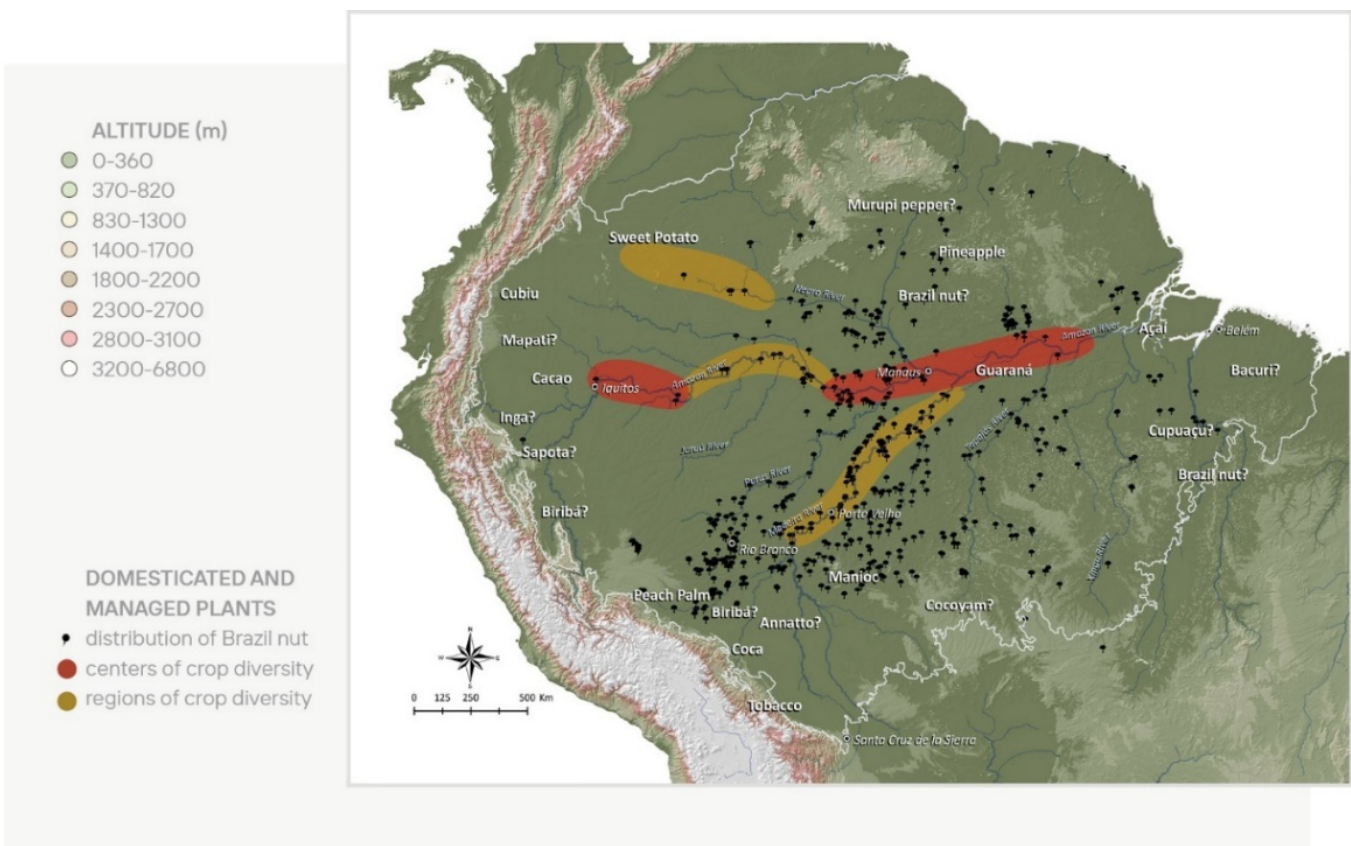 ALTITUDE (m)
0-360
370-820
830-1300
1400-1700
1800-2200
2300-2700
2800-3100
3200-6800
DOMESTICATED AND
MANAGED PLANTS
distribution of Brazil nut
centers of crop diversity
regions of crop diversity
Murupi pepper?
Sweet Potato
Pineapple
Cubiu
Negro River
Brazil nut?
Mapati?
Amazon River
Açaí
Belém
Cacao
Iquitos
Amazon River
Manaus
Guaraná
Bacuri?
Inga?
Cupuaçu?
Tapajós River
Sapota?
Juruá River
Purus River
Brazil nut?
Biribá?
Madeira River
Porto Velho
Rio Branco
Xingu River
Manioc
Peach Palm
Biribá?
Cocoyam?
Annatto?
Coca
Tobacco
Santa Cruz de la Sierra
N
W
E
S
0 125 250 500 Km